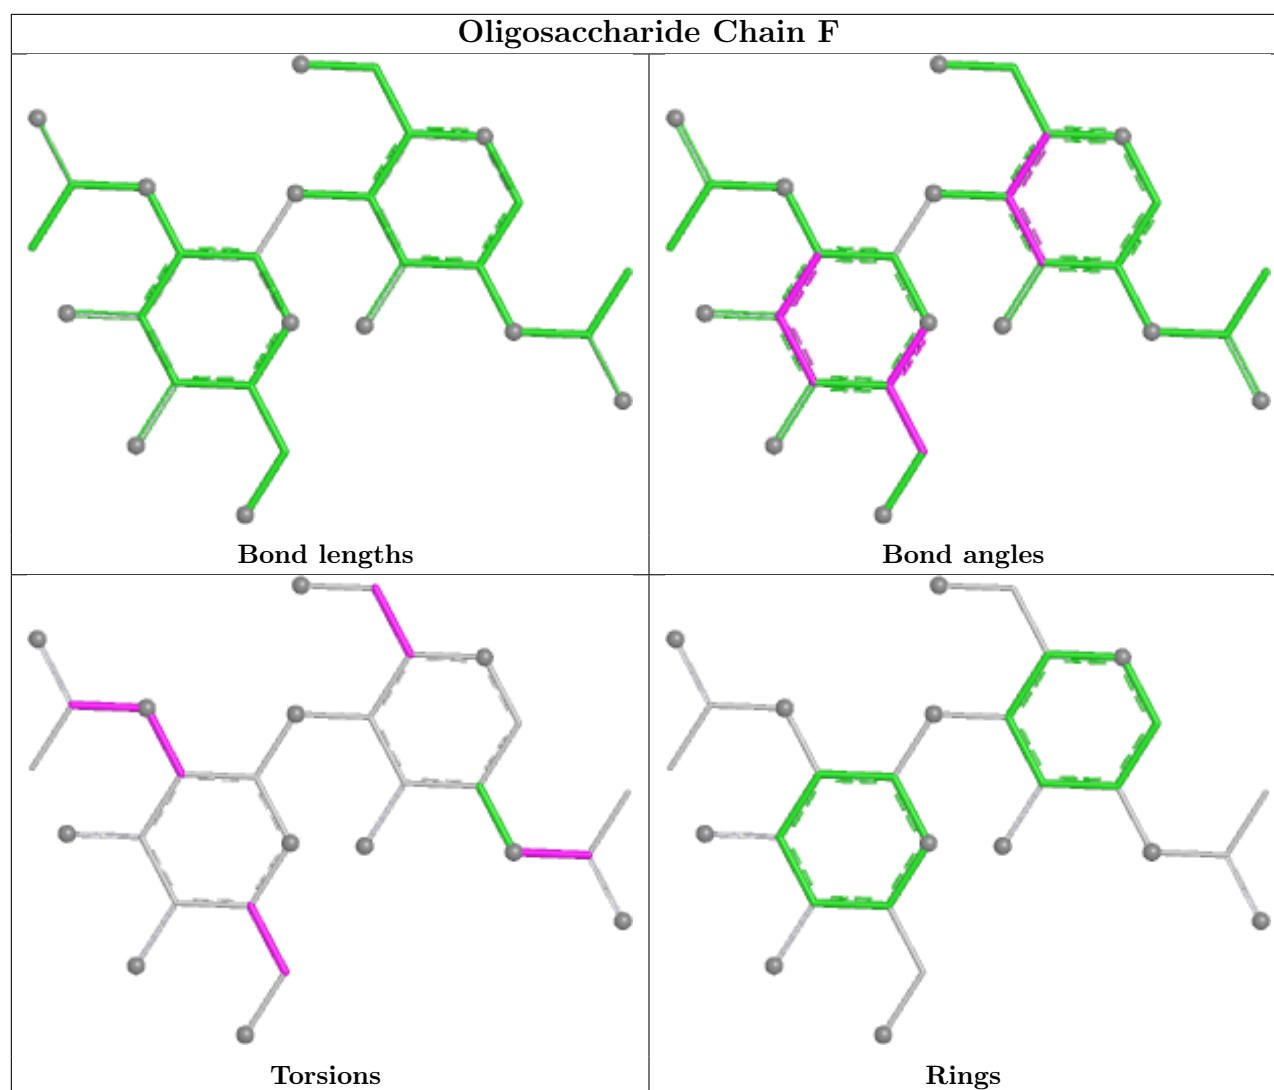 Oligosaccharide Chain F
Bond lengths
Bond angles
Torsions
Rings